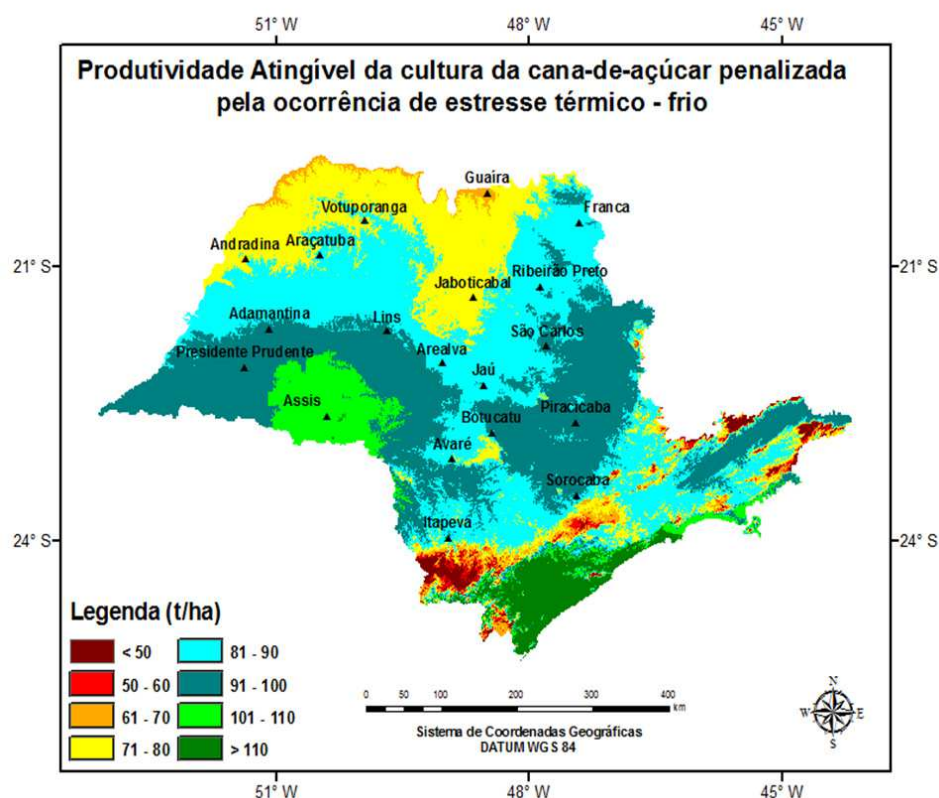 51° W 48° W 45° W
Produtividade Atingível da cultura da cana-de-açúcar penalizada
pela ocorrência de estresse térmico - frio
Guaíra
Votuporanga
Franca
Andradina
Araçatuba
21° S
21° S
Ribeirão Preto
Jaboticabal
Adamantina
Lins
São Carlos
Presidente Prudente
Arealva
Jaú
Assis
Piracicaba
Botucatu
Avaré
Sorocaba
Itapeva
24° S
24° S
Legenda (t/ha)
< 50
81 - 90
50 - 60
91 - 100
61 - 70
101 - 110
71 - 80
> 110
0 50 100 200 300 400
km
Sistema de Coordenadas Geográficas
DATUM WGS 84
N
W
E
S
51° W 48° W 45° W